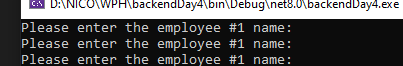 D:\NICO\WPH\backendDay4\bin\Debug\net8.0\backendDay4.exe
Please enter the employee #1 name:
Please enter the employee #1 name:
Please enter the employee #1 name: